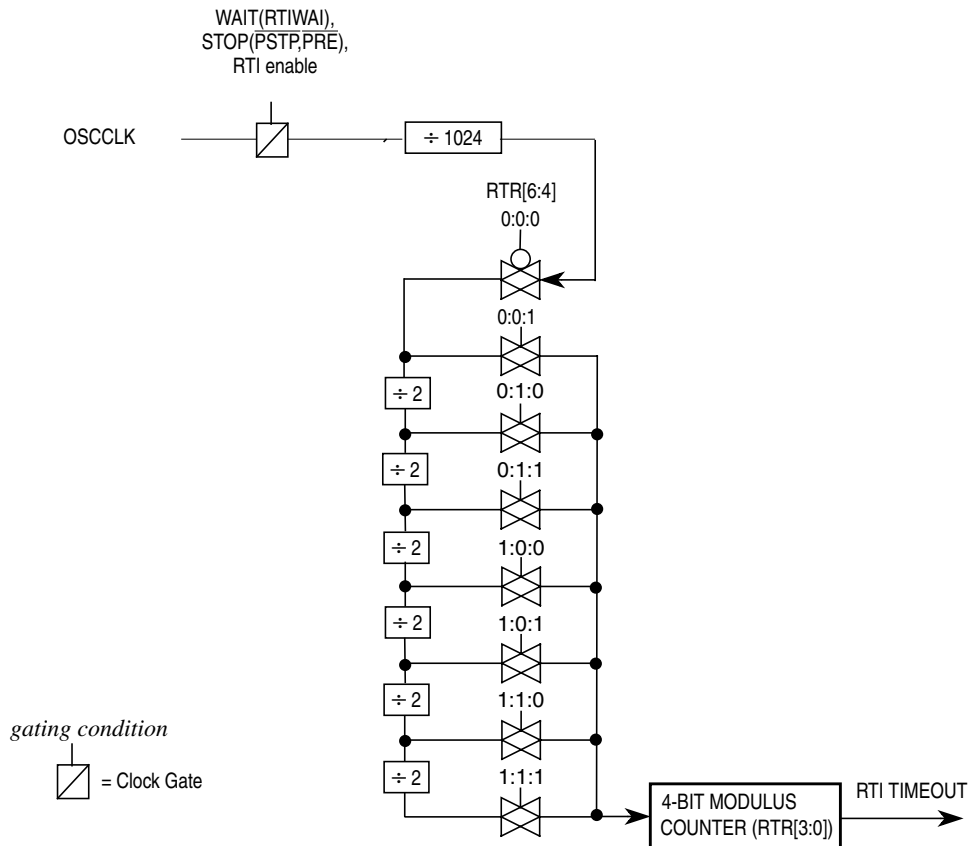 WAIT(RTIWAI),
STOP(PSTP,PRE),
RTI enable
OSCCLK
÷ 1024
RTR[6:4]
0:0:0
0:0:1
÷ 2
0:1:0
÷ 2
0:1:1
÷ 2
1:0:0
÷ 2
1:0:1
÷ 2
1:1:0
÷ 2
1:1:1
gating condition
= Clock Gate
4-BIT MODULUS
COUNTER (RTR[3:0])
RTI TIMEOUT